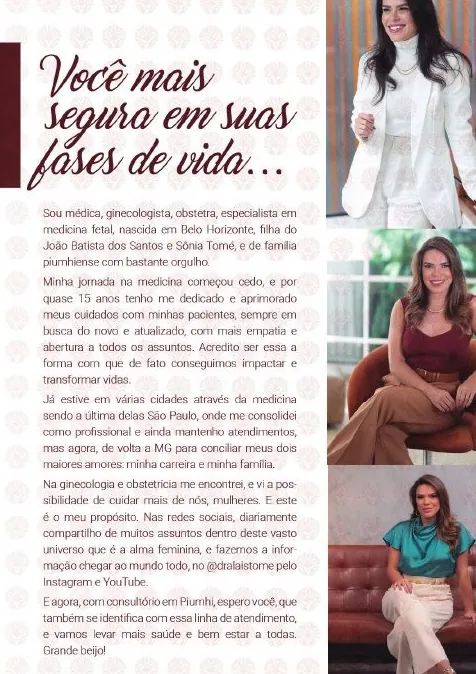 Você mais
segura em suas
fases de vida...
Sou médica, ginecologista, obstetra, especialista em
medicina fetal, nascida em Belo Horizonte, filha do
João Batista dos Santos e Sônia Tomé, e de família
piumhiense com bastante orgulho.
Minha jornada na medicina começou cedo, e por
quase 15 anos tenho me dedicado e aprimorado
meus cuidados com minhas pacientes, sempre em
busca do novo e atualizado, com mais empatia e
abertura a todos os assuntos. Acredito ser essa a
forma com que de fato conseguimos impactar e
transformar vidas.
Já estive em várias cidades através da medicina
sendo a última delas São Paulo, onde me consolidei
como profissional e ainda mantenho atendimentos,
mas agora, de volta a MG para conciliar meus dois
maiores amores: minha carreira e minha família.
Na ginecologia e obstetrícia me encontrei, e vi a pos-
sibilidade de cuidar mais de nós, mulheres. E este
é o meu propósito. Nas redes sociais, diariamente
compartilho de muitos assuntos dentro deste vasto
universo que é a alma feminina, e fazemos a infor-
mação chegar ao mundo todo, no @dralaistome pelo
Instagram e YouTube.
E agora, com consultório em Piumhi, espero você, que
também se identifica com essa linha de atendimento,
e vamos levar mais saúde e bem estar a todas.
Grande beijo!